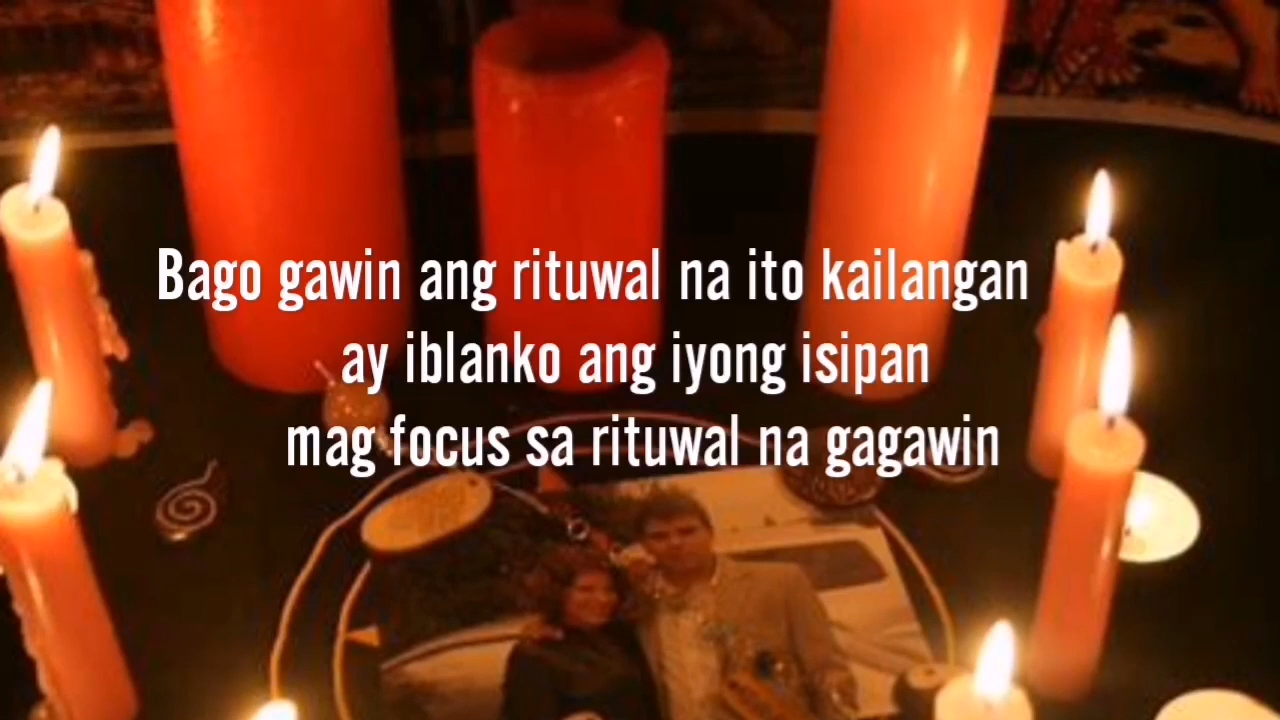 Bago gawin ang rituwal na ito kailangan
ay iblanko ang iyong isipan
mag focus sa rituwal na gagawin